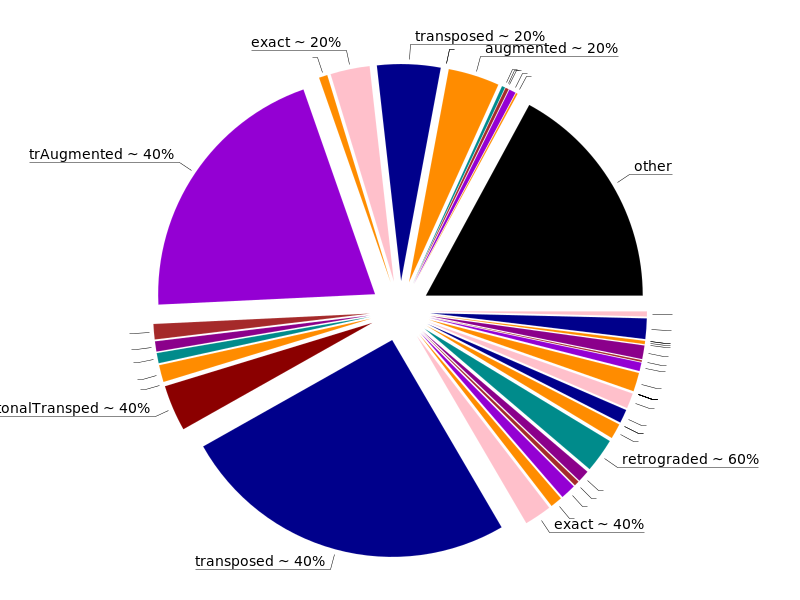 transposed ~ 20%
exact ~ 20%
augmented ~ 20%
trAugmented ~ 40%
other
tonalTransped ~ 40%
retrograded ~ 60%
exact ~ 40%
transposed ~ 40%